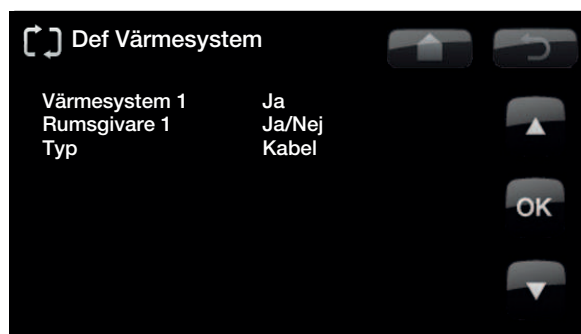 Def Värmesystem
Värmesystem 1 Ja
Rumsgivare 1 Ja/Nej
Typ Kabel
OK